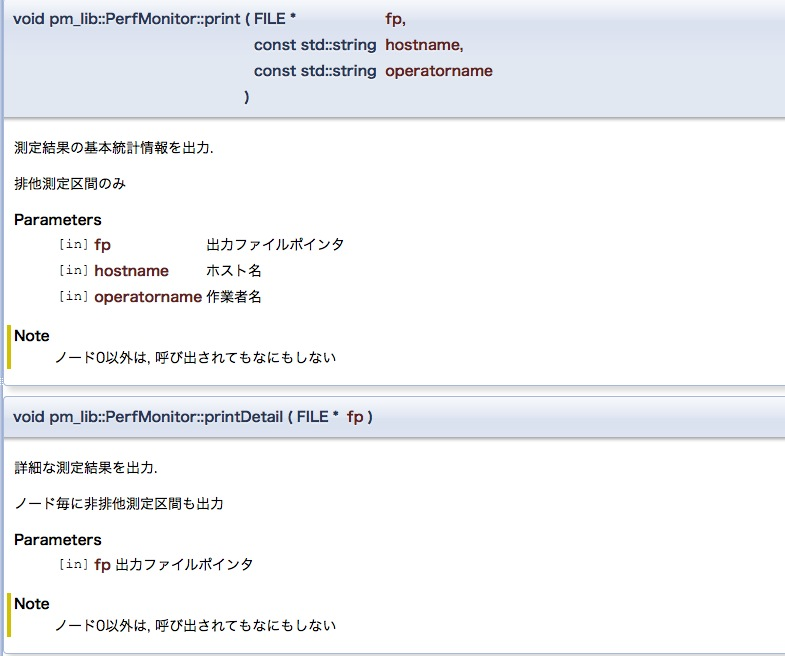 void pm_lib::PerfMonitor::print ( FILE * fp,
const std::string hostname,
const std::string operatorname
)
測定結果の基本統計情報を出力.
排他測定区間のみ
Parameters
[in] fp 出力ファイルポインタ
[in] hostname ホスト名
[in] operatorname 作業者名
Note
ノード0以外は, 呼び出されてもなにもしない
void pm_lib::PerfMonitor::printDetail ( FILE * fp )
詳細な測定結果を出力.
ノード毎に非排他測定区間も出力
Parameters
[in] fp 出力ファイルポインタ
Note
ノード0以外は, 呼び出されてもなにもしない